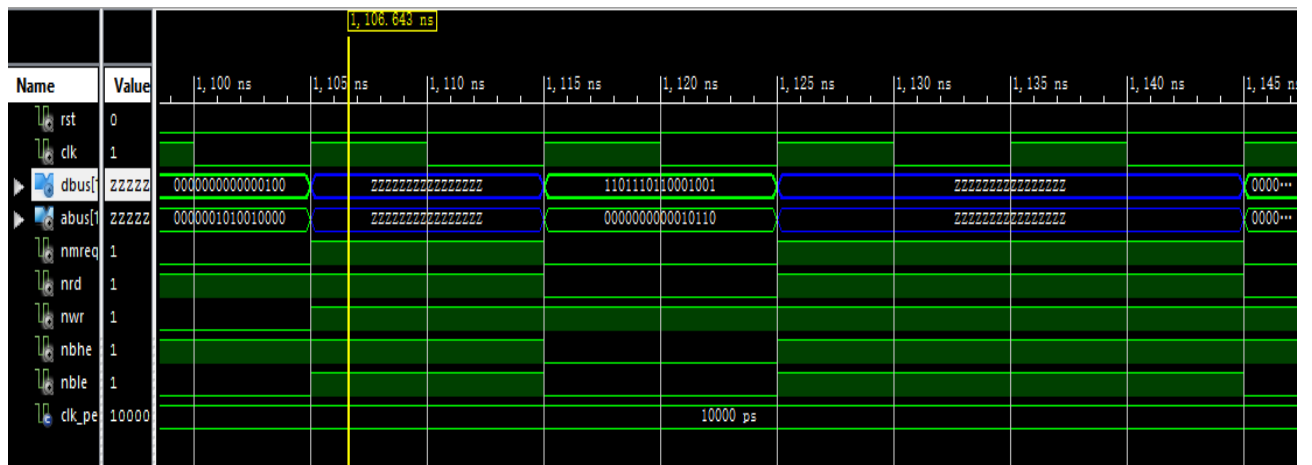 1,106.643 ns
Name Value 1,100 ns 1,105 ns 1,110 ns 1,115 ns 1,120 ns 1,125 ns 1,130 ns 1,135 ns 1,140 ns 1,145 ns
rst 0
clk 1
dbus[1 ZZZZZ 0000000000000100 ZZZZZZZZZZZZZZZZ 1101110110001001 ZZZZZZZZZZZZZZZZ 0000···
abus[1 ZZZZZ 0000001010010000 ZZZZZZZZZZZZZZZZ 0000000000010110 ZZZZZZZZZZZZZZZZ 0000···
nmreq 1
nrd 1
nwr 1
nbhe 1
nble 1
clk_pe 10000 10000 ps